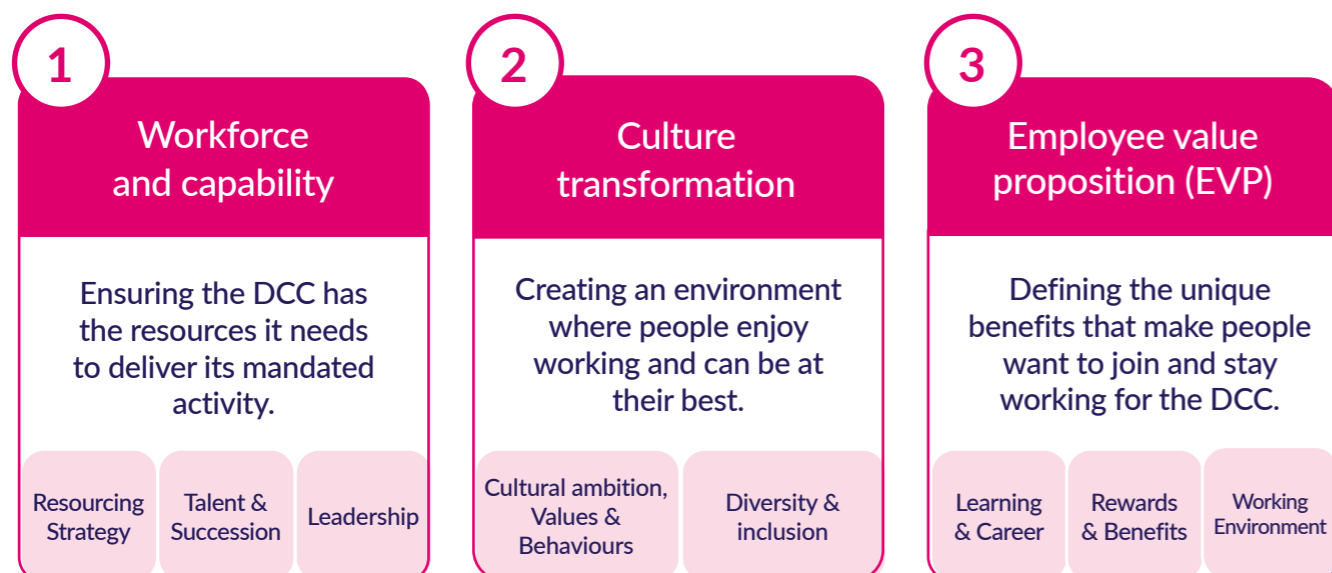 1
Workforce
and capability
Ensuring the DCC has
the resources it needs
to deliver its mandated
activity.
Resourcing
Strategy
Talent &
Succession
Leadership
2
Culture
transformation
Creating an environment
where people enjoy
working and can be at
their best.
Cultural ambition,
Values &
Behaviours
Diversity &
inclusion
3
Employee value
proposition (EVP)
Defining the unique
benefits that make people
want to join and stay
working for the DCC.
Learning
& Career
Rewards
& Benefits
Working
Environment